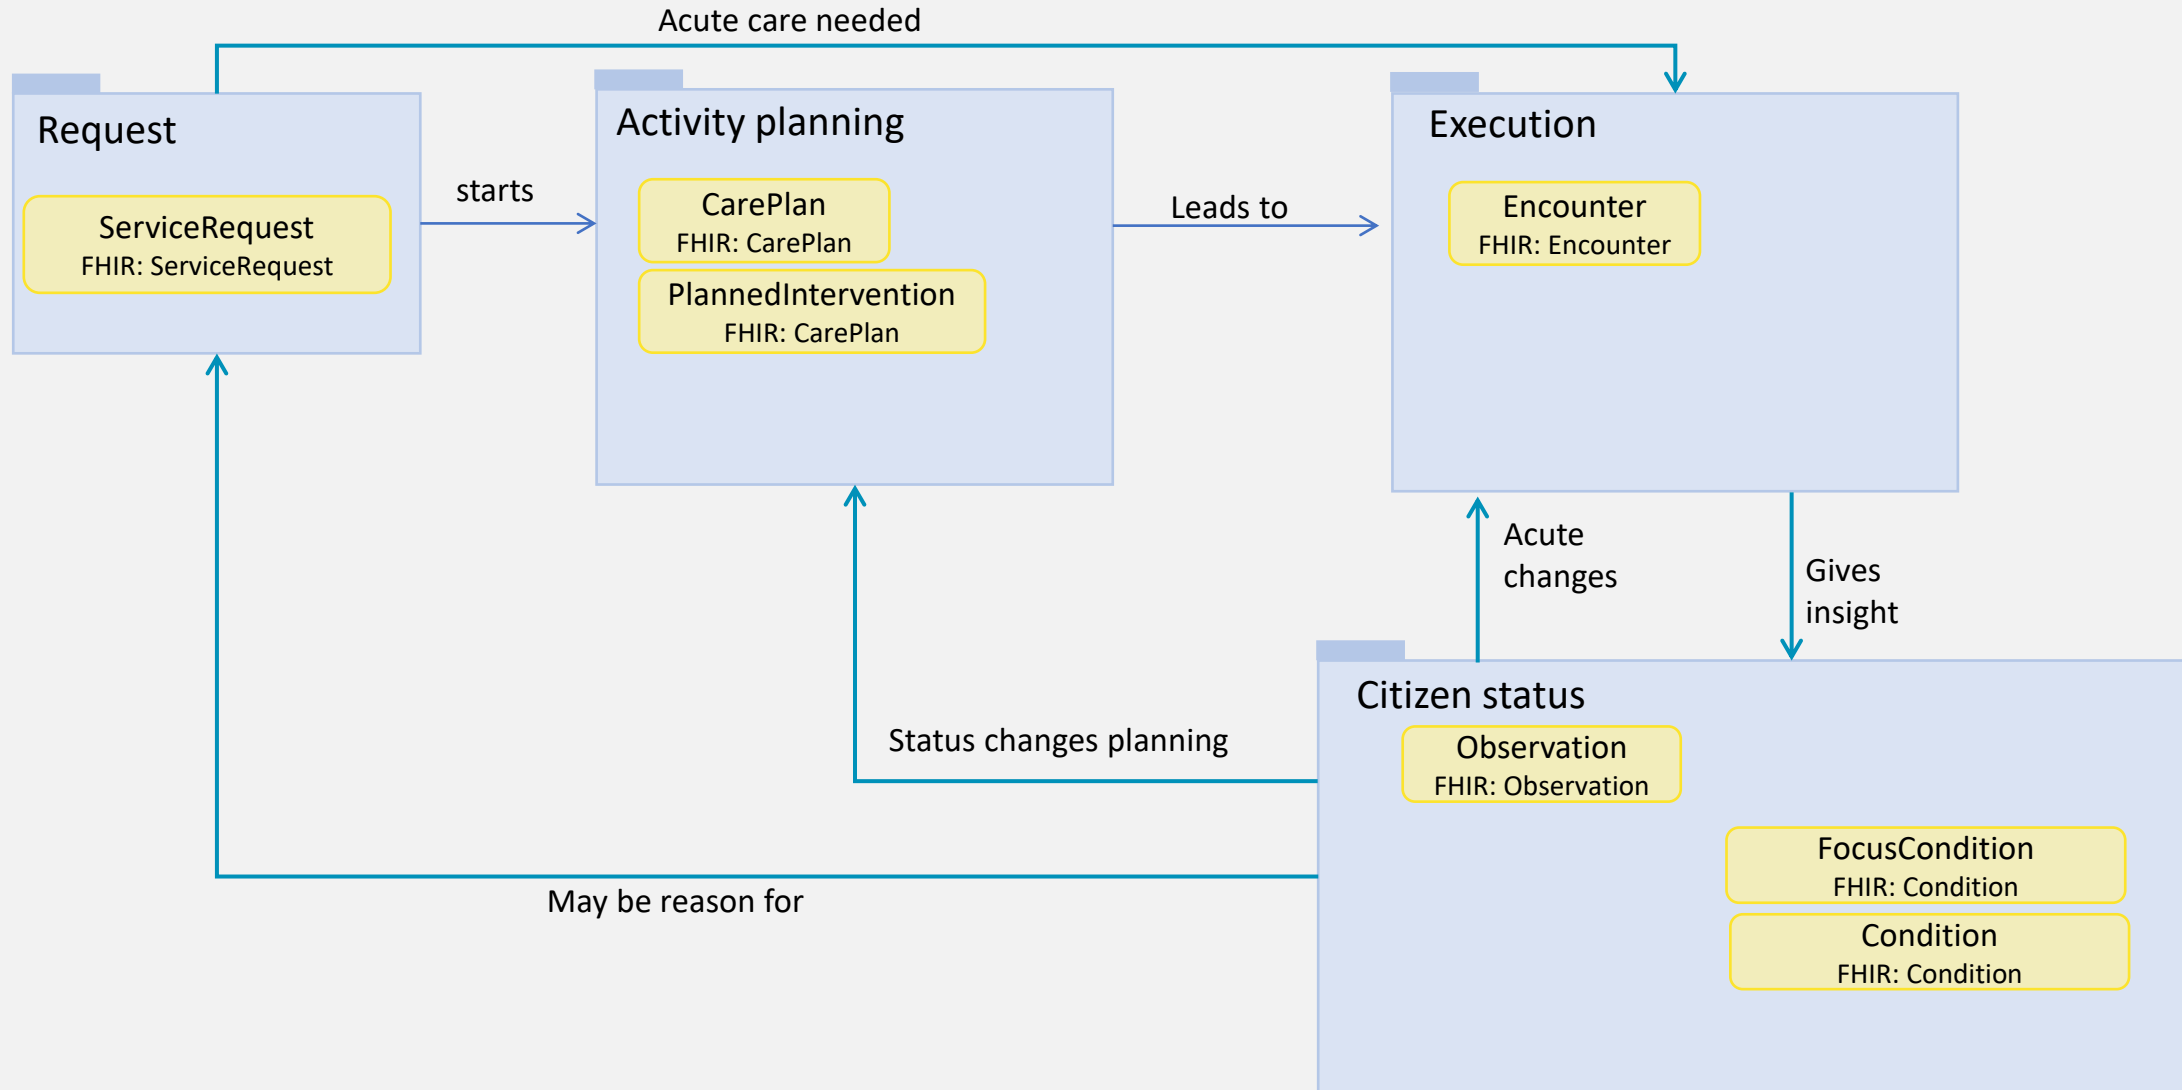 Acute care needed
Request
ServiceRequest
FHIR: ServiceRequest
starts
Activity planning
CarePlan
FHIR: CarePlan
PlannedIntervention
FHIR: CarePlan
Leads to
Execution
Encounter
FHIR: Encounter
Acute
changes
Gives
insight
Citizen status
Observation
FHIR: Observation
FocusCondition
FHIR: Condition
Condition
FHIR: Condition
Status changes planning
May be reason for